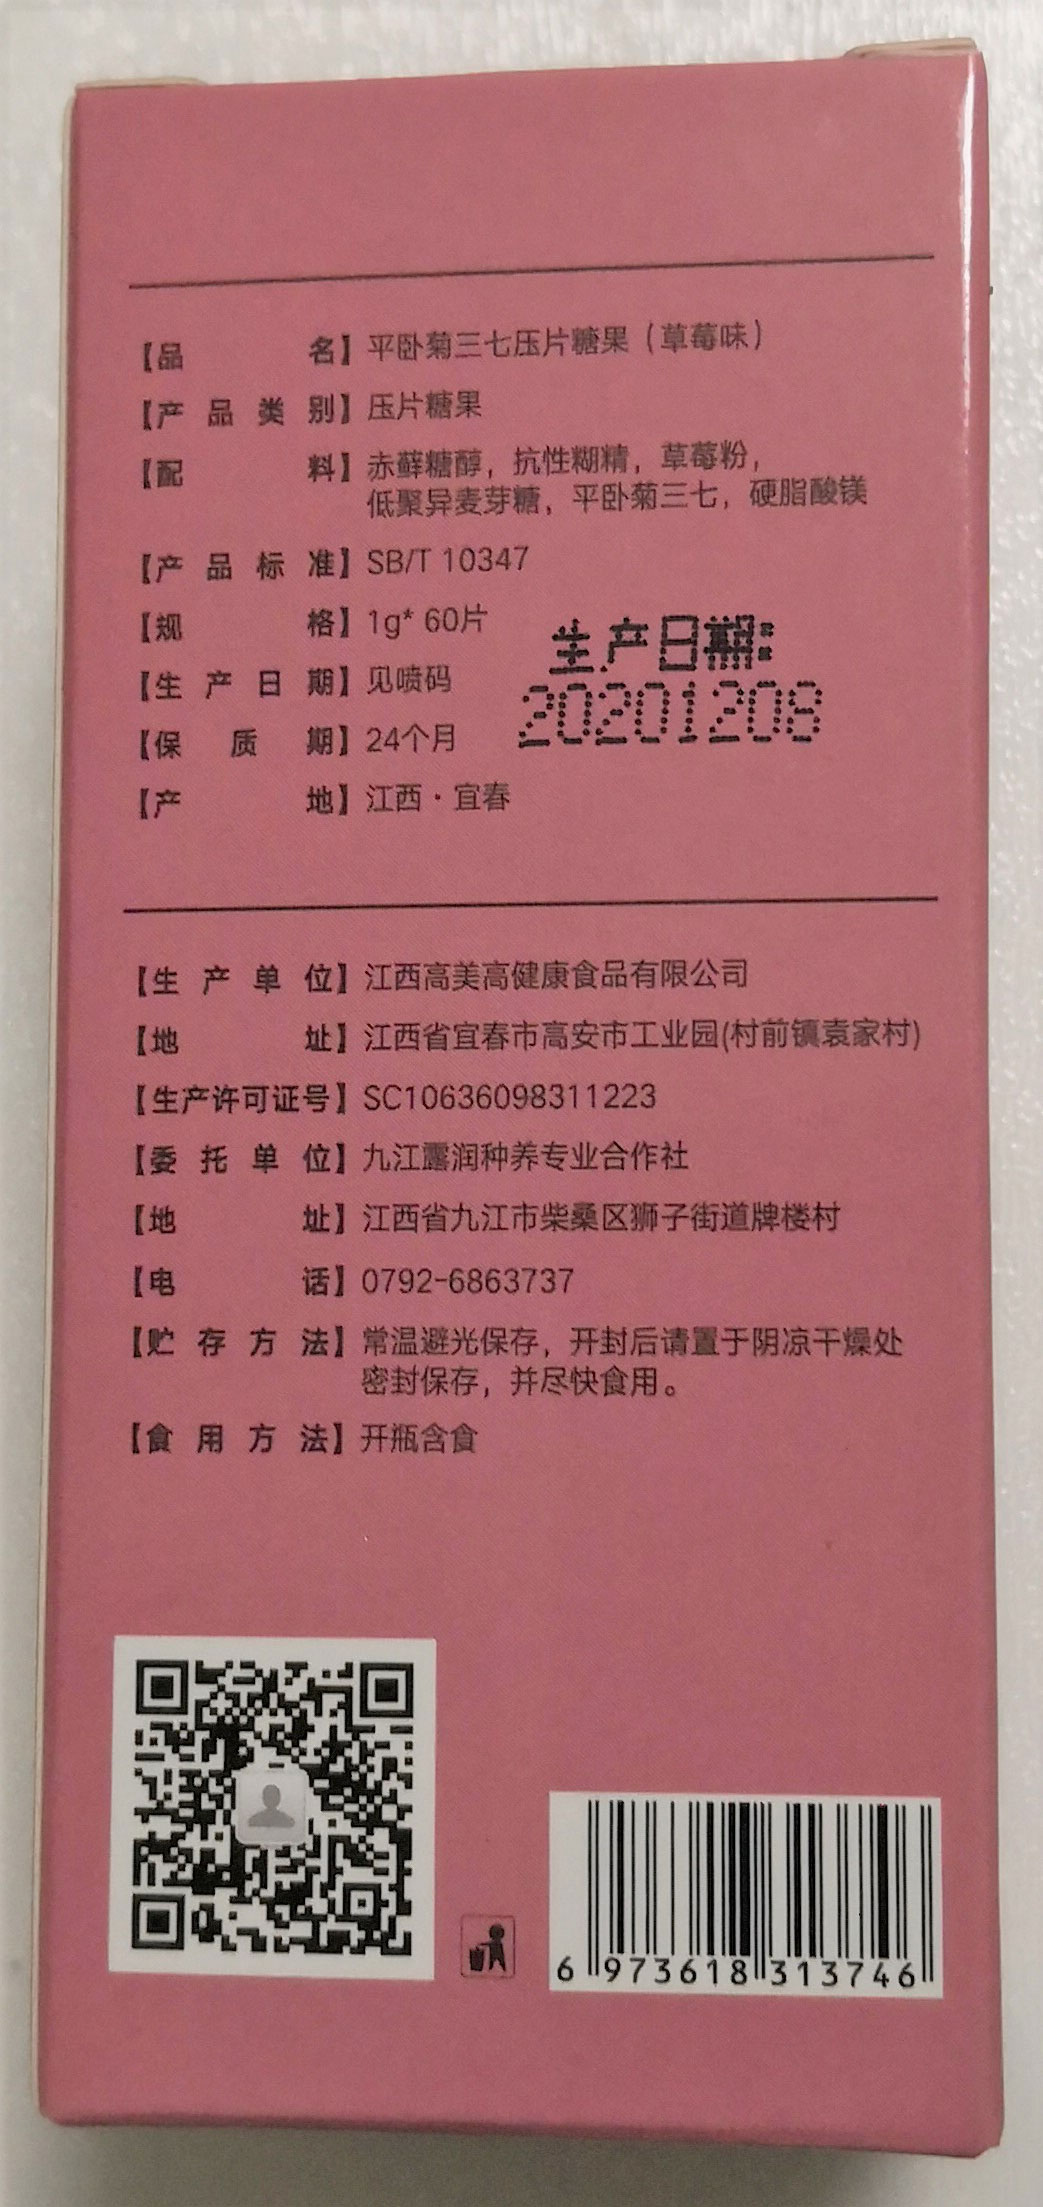 【品名】平卧菊三七压片糖果（草莓味）
【产品类别】压片糖果
【配料】赤藓糖醇，抗性糊精，草莓粉，
低聚异麦芽糖，平卧菊三七，硬脂酸镁
【产品标准】SB/T 10347
【规格】1g* 60片
【生产日期】见喷码
生产日期:
20201208
【保质期】24个月
【产地】江西·宜春
【生产单位】江西高美高健康食品有限公司
【地址】江西省宜春市高安市工业园(村前镇袁家村)
【生产许可证号】SC10636098311223
【委托单位】九江露润种养专业合作社
【地址】江西省九江市柴桑区狮子街道牌楼村
【电话】0792-6863737
【贮存方法】常温避光保存，开封后请置于阴凉干燥处
密封保存，并尽快食用。
【食用方法】开瓶含食
6 973618 313746